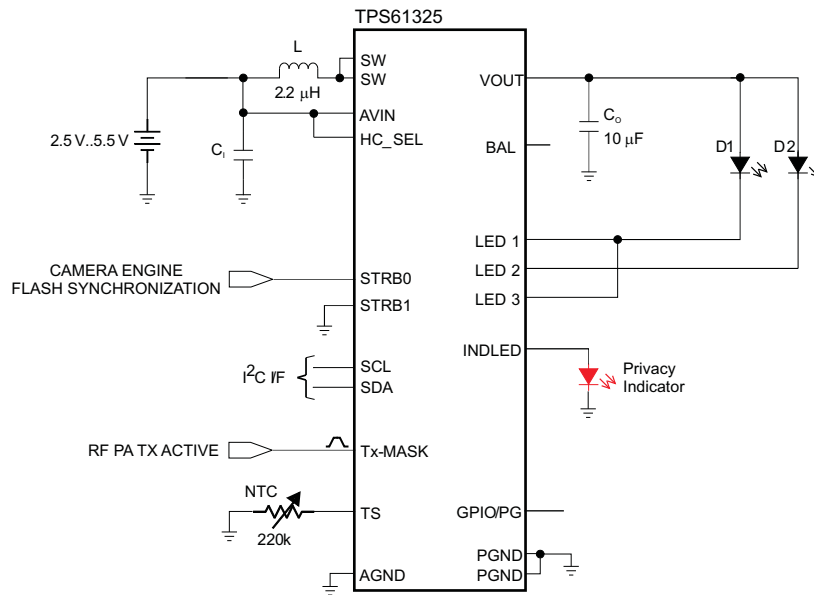 TPS61325
L
2.2 μH
SW
SW
AVIN
HC_SEL
2.5 V..5.5 V
C_I
VOUT
C_O
10 μF
BAL
D1
D2
LED 1
LED 2
LED 3
CAMERA ENGINE
FLASH SYNCHRONIZATION
STRB0
STRB1
INDLED
Privacy
Indicator
I²C I/F
SCL
SDA
RF PA TX ACTIVE
Tx-MASK
NTC
220k
TS
GPIO/PG
AGND
PGND
PGND